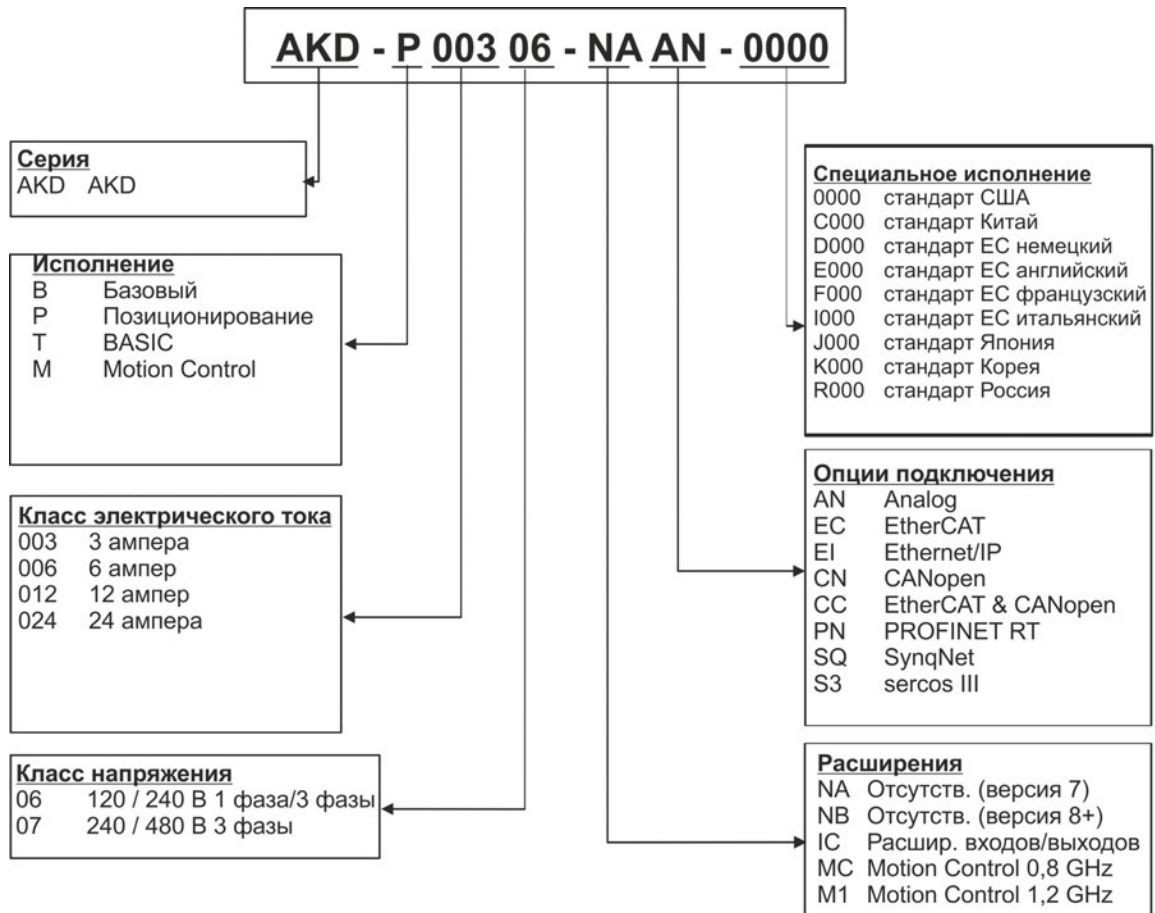 AKD - P 003 06 - NA AN - 0000
Серия
AKD AKD
Исполнение
B Базовый
P Позиционирование
T BASIC
M Motion Control
Класс электрического тока
003 3 ампера
006 6 ампер
012 12 ампер
024 24 ампера
Класс напряжения
06 120 / 240 В 1 фаза/3 фазы
07 240 / 480 В 3 фазы
Специальное исполнение
0000 стандарт США
C000 стандарт Китай
D000 стандарт ЕС немецкий
E000 стандарт ЕС английский
F000 стандарт ЕС французский
I000 стандарт ЕС итальянский
J000 стандарт Япония
K000 стандарт Корея
R000 стандарт Россия
Опции подключения
AN Analog
EC EtherCAT
EI Ethernet/IP
CN CANopen
CC EtherCAT & CANopen
PN PROFINET RT
SQ SynqNet
S3 sercos III
Расширения
NA Отсутств. (версия 7)
NB Отсутств. (версия 8+)
IC Расшир. входов/выходов
MC Motion Control 0,8 GHz
M1 Motion Control 1,2 GHz